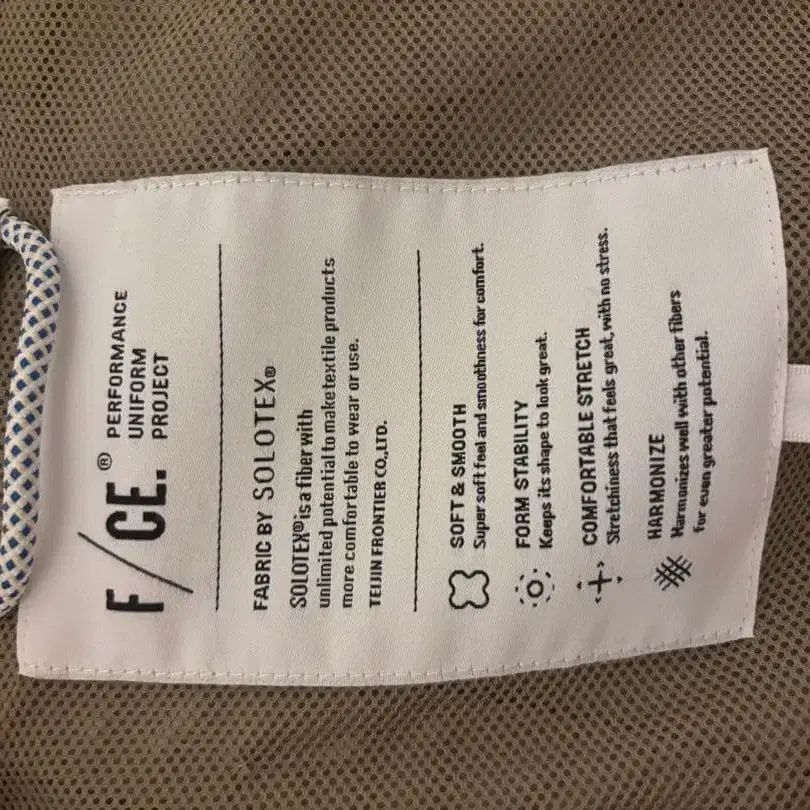 F/CE.® PERFORMANCE
UNIFORM
PROJECT
FABRIC BY SOLOTEX®
SOLOTEX® is a fiber with
unlimited potential to make textile products
more comfortable to wear or use.
TEIJIN FRONTIER CO.,LTD.
SOFT & SMOOTH
Super soft feel and smoothness for comfort.
FORM STABILITY
Keeps its shape to look great.
COMFORTABLE STRETCH
Stretchiness that feels great, with no stress.
HARMONIZE
Harmonizes well with other fibers
for even greater potential.